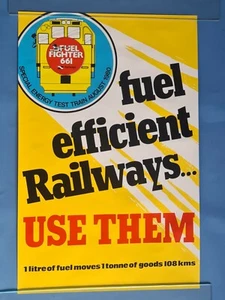 FUEL
FIGHTER
661
SPECIAL ENERGY TEST TRAIN AUGUST 1980
fuel
efficient
Railways...
USE THEM
1 litre of fuel moves 1 tonne of goods 108 kms